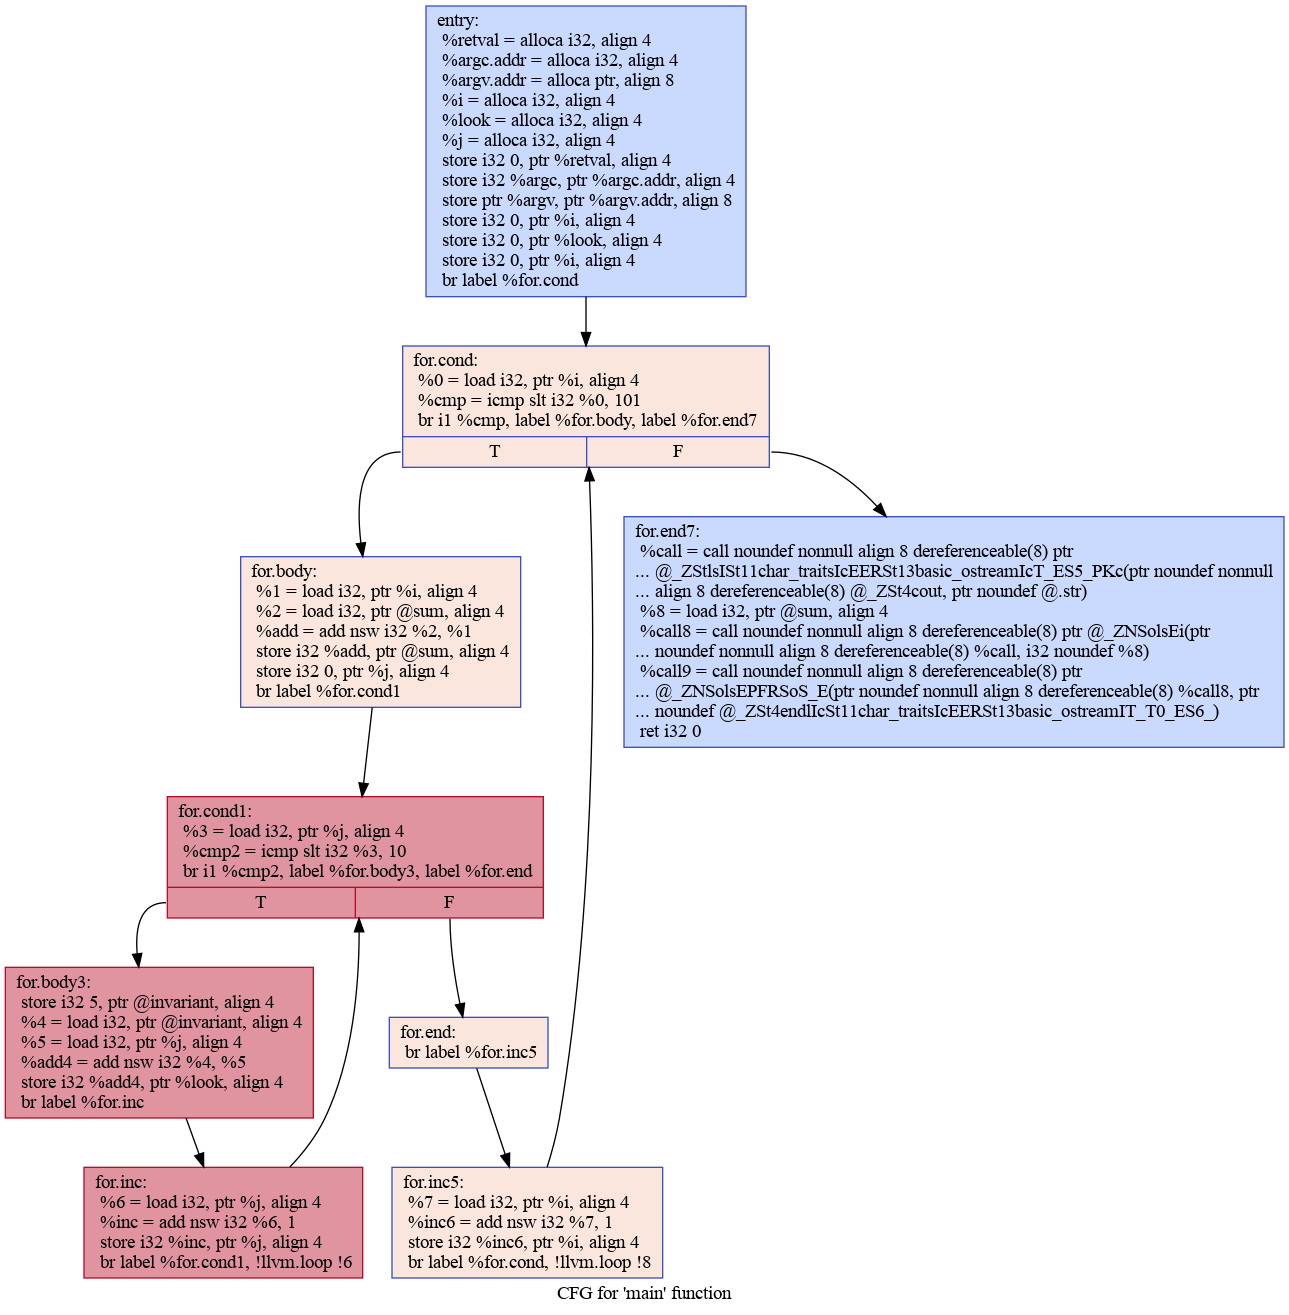 entry:
%retval = alloca i32, align 4
%argc.addr = alloca i32, align 4
%argv.addr = alloca ptr, align 8
%i = alloca i32, align 4
%look = alloca i32, align 4
%j = alloca i32, align 4
store i32 0, ptr %retval, align 4
store i32 %argc, ptr %argc.addr, align 4
store ptr %argv, ptr %argv.addr, align 8
store i32 0, ptr %i, align 4
store i32 0, ptr %look, align 4
store i32 0, ptr %i, align 4
br label %for.cond
for.cond:
%0 = load i32, ptr %i, align 4
%cmp = icmp slt i32 %0, 101
br i1 %cmp, label %for.body, label %for.end7
T
F
for.body:
%1 = load i32, ptr %i, align 4
%2 = load i32, ptr @sum, align 4
%add = add nsw i32 %2, %1
store i32 %add, ptr @sum, align 4
store i32 0, ptr %j, align 4
br label %for.cond1
for.end7:
%call = call noundef nonnull align 8 dereferenceable(8) ptr
... @_ZStlsISt11char_traitsIcEERSt13basic_ostreamIcT_ES5_PKc(ptr noundef nonnull
... align 8 dereferenceable(8) @_ZSt4cout, ptr noundef @.str)
%8 = load i32, ptr @sum, align 4
%call8 = call noundef nonnull align 8 dereferenceable(8) ptr @_ZNSolsEi(ptr
... noundef nonnull align 8 dereferenceable(8) %call, i32 noundef %8)
%call9 = call noundef nonnull align 8 dereferenceable(8) ptr
... @_ZNSolsEPFRSoS_E(ptr noundef nonnull align 8 dereferenceable(8) %call8, ptr
... noundef @_ZSt4endlIcSt11char_traitsIcEERSt13basic_ostreamIT_T0_ES6_)
ret i32 0
for.cond1:
%3 = load i32, ptr %j, align 4
%cmp2 = icmp slt i32 %3, 10
br i1 %cmp2, label %for.body3, label %for.end
T
F
for.body3:
store i32 5, ptr @invariant, align 4
%4 = load i32, ptr @invariant, align 4
%5 = load i32, ptr %j, align 4
%add4 = add nsw i32 %4, %5
store i32 %add4, ptr %look, align 4
br label %for.inc
for.end:
br label %for.inc5
for.inc:
%6 = load i32, ptr %j, align 4
%inc = add nsw i32 %6, 1
store i32 %inc, ptr %j, align 4
br label %for.cond1, !llvm.loop !6
for.inc5:
%7 = load i32, ptr %i, align 4
%inc6 = add nsw i32 %7, 1
store i32 %inc6, ptr %i, align 4
br label %for.cond, !llvm.loop !8
CFG for 'main' function